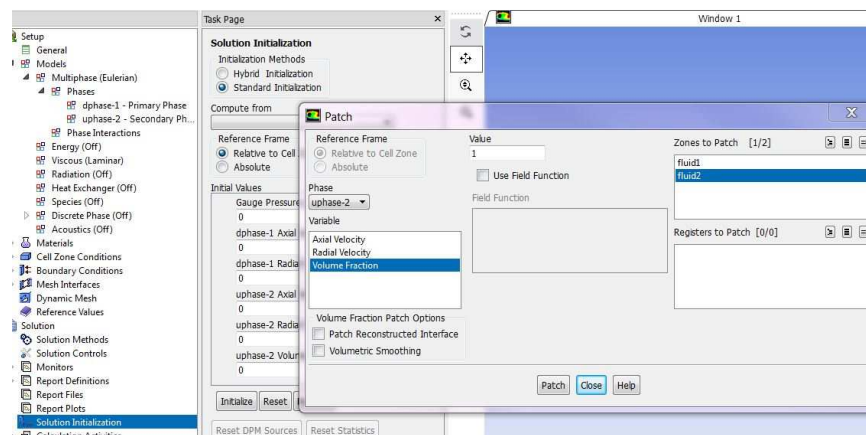 Task Page
Window 1
Setup
General
Models
Multiphase (Eulerian)
Phases
dphase-1 - Primary Phase
uphase-2 - Secondary Ph...
Phase Interactions
Energy (Off)
Viscous (Laminar)
Radiation (Off)
Heat Exchanger (Off)
Species (Off)
Discrete Phase (Off)
Acoustics (Off)
Materials
Cell Zone Conditions
Boundary Conditions
Mesh Interfaces
Dynamic Mesh
Reference Values
Solution
Solution Methods
Solution Controls
Monitors
Report Definitions
Report Files
Report Plots
Solution Initialization
Calculation Activities
Solution Initialization
Initialization Methods
Hybrid Initialization
Standard Initialization
Compute from
Reference Frame
Relative to Cell
Absolute
Initial Values
Gauge Pressure
0
dphase-1 Axial
0
dphase-1 Radia
0
uphase-2 Axial
0
uphase-2 Radia
0
uphase-2 Volum
0
Initialize Reset
Reset DPM Sources Reset Statistics
Patch
Reference Frame
Relative to Cell Zone
Absolute
Phase
uphase-2
Variable
Axial Velocity
Radial Velocity
Volume Fraction
Volume Fraction Patch Options
Patch Reconstructed Interface
Volumetric Smoothing
Value
1
Use Field Function
Field Function
Zones to Patch [1/2]
fluid1
fluid2
Registers to Patch [0/0]
Patch Close Help